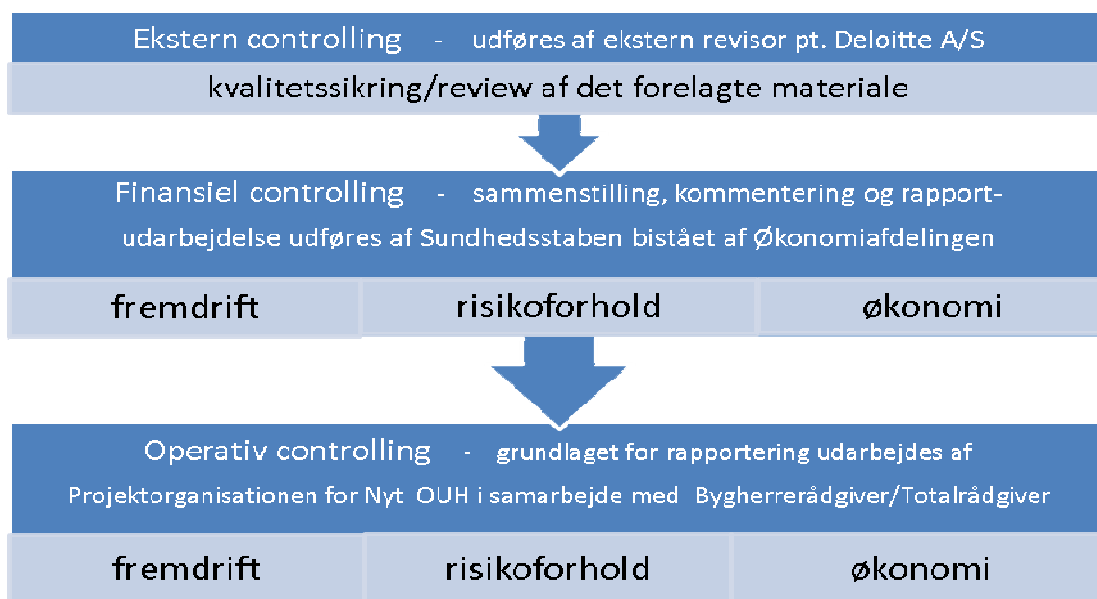 Ekstern controlling - udføres af ekstern revisor pt. Deloitte A/S
kvalitetssikring/review af det forelagte materiale
Finansiel controlling - sammenstilling, kommentering og rapport-
udarbejdelse udføres af Sundhedsstaben bistået af Økonomiafdelingen
fremdrift risikoforhold økonomi
Operativ controlling - grundlaget for rapportering udarbejdes af
Projektorganisationen for Nyt OUH i samarbejde med Bygherrerådgiver/Totalrådgiver
fremdrift risikoforhold økonomi